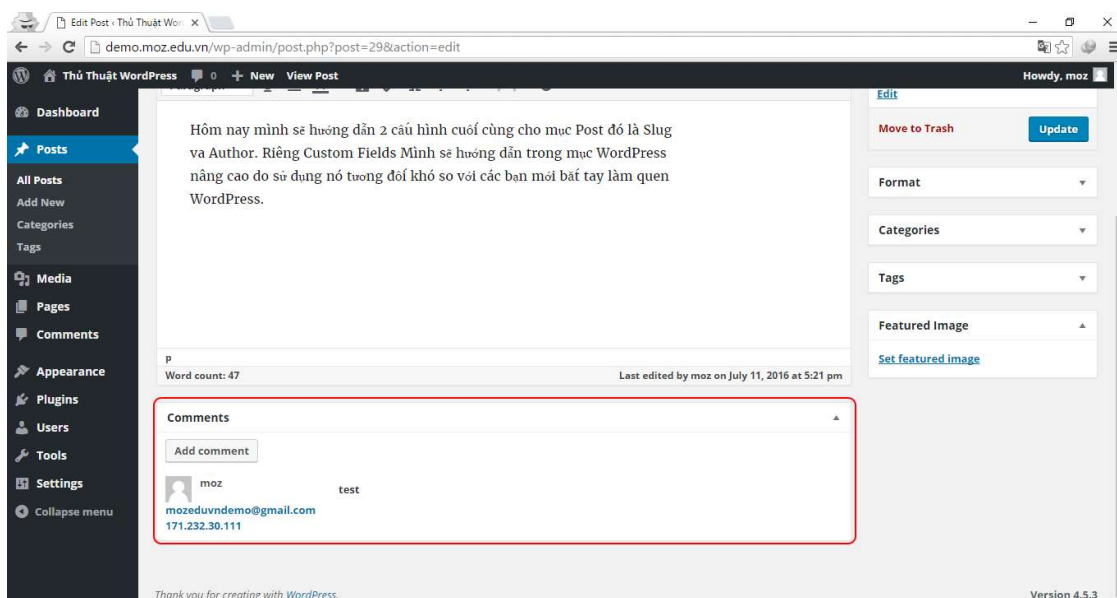 Edit Post ‹ Thủ Thuật Wor
demo.moz.edu.vn/wp-admin/post.php?post=29&action=edit
Thủ Thuật WordPress 0 + New View Post Howdy, moz
Dashboard
Posts
All Posts
Add New
Categories
Tags
Media
Pages
Comments
Appearance
Plugins
Users
Tools
Settings
Collapse menu
Paragraph
Hôm nay mình sẽ hướng dẫn 2 cấu hình cuối cùng cho mục Post đó là Slug
va Author. Riêng Custom Fields Mình sẽ hướng dẫn trong mục WordPress
nâng cao do sử dụng nó tương đối khó so với các bạn mới bắt tay làm quen
WordPress.
p
Word count: 47 Last edited by moz on July 11, 2016 at 5:21 pm
Comments
Add comment
moz
test
mozeduvndemo@gmail.com
171.232.30.111
Edit
Move to Trash Update
Format
Categories
Tags
Featured Image
Set featured image
Thank you for creating with WordPress. Version 4.5.3